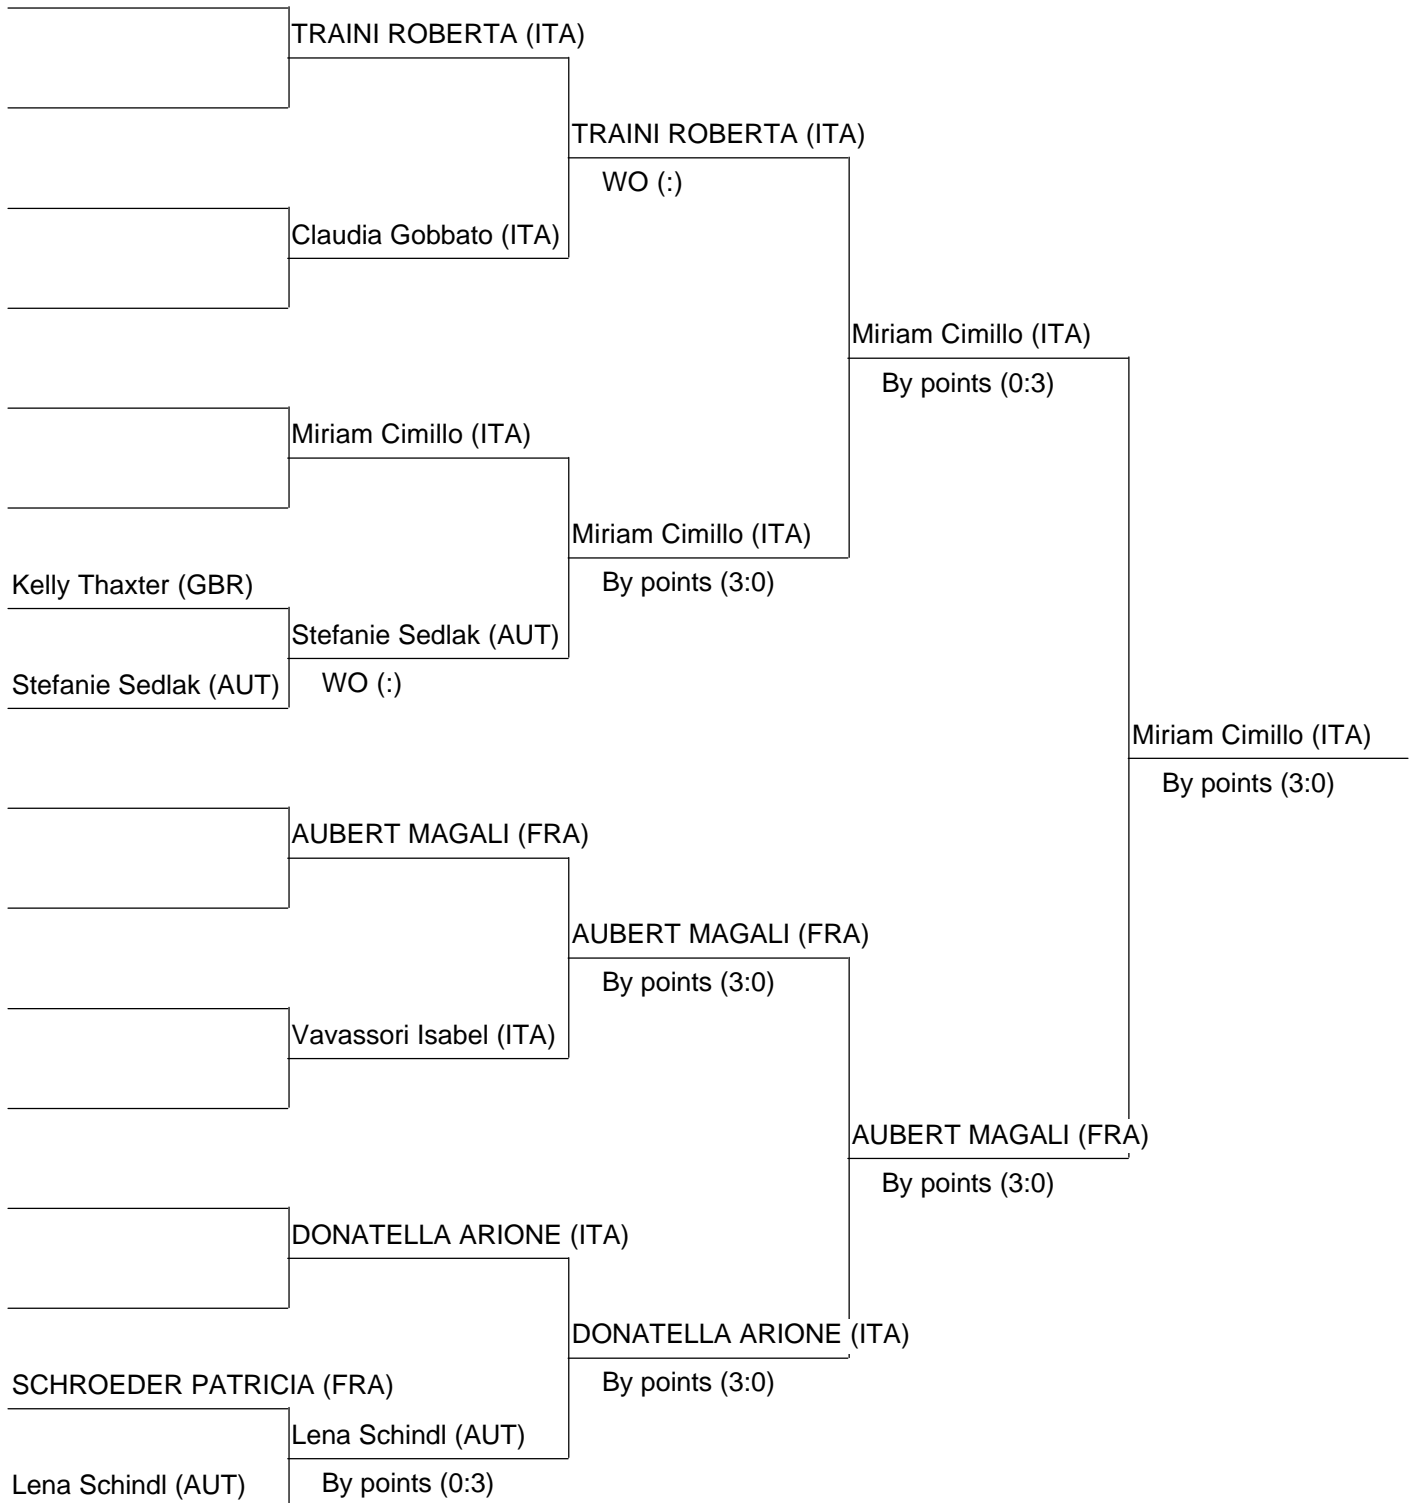 TRAINI ROBERTA (ITA)
TRAINI ROBERTA (ITA)
WO (:)
Claudia Gobbato (ITA)
Miriam Cimillo (ITA)
By points (0:3)
Miriam Cimillo (ITA)
Miriam Cimillo (ITA)
By points (3:0)
Kelly Thaxter (GBR)
Stefanie Sedlak (AUT)
Stefanie Sedlak (AUT)
WO (:)
Miriam Cimillo (ITA)
By points (3:0)
AUBERT MAGALI (FRA)
AUBERT MAGALI (FRA)
By points (3:0)
Vavassori Isabel (ITA)
AUBERT MAGALI (FRA)
By points (3:0)
DONATELLA ARIONE (ITA)
DONATELLA ARIONE (ITA)
By points (3:0)
SCHROEDER PATRICIA (FRA)
Lena Schindl (AUT)
Lena Schindl (AUT)
By points (0:3)